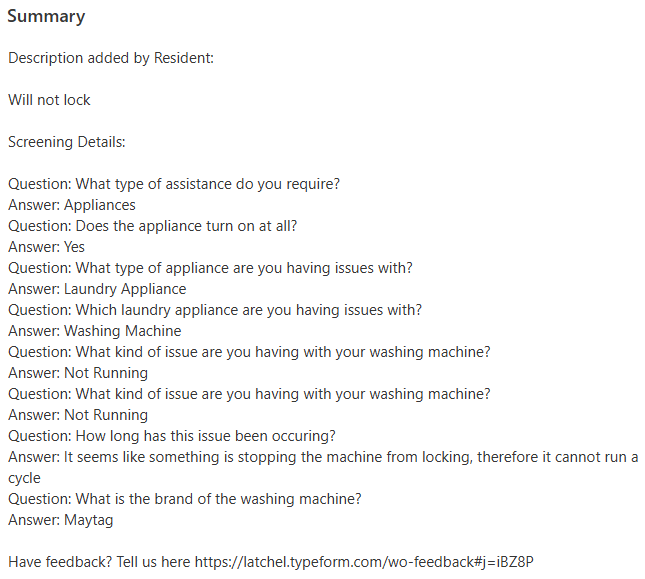 Summary
Description added by Resident:
Will not lock
Screening Details:
Question: What type of assistance do you require?
Answer: Appliances
Question: Does the appliance turn on at all?
Answer: Yes
Question: What type of appliance are you having issues with?
Answer: Laundry Appliance
Question: Which laundry appliance are you having issues with?
Answer: Washing Machine
Question: What kind of issue are you having with your washing machine?
Answer: Not Running
Question: What kind of issue are you having with your washing machine?
Answer: Not Running
Question: How long has this issue been occuring?
Answer: It seems like something is stopping the machine from locking, therefore it cannot run a
cycle
Question: What is the brand of the washing machine?
Answer: Maytag
Have feedback? Tell us here https://latchel.typeform.com/wo-feedback#j=iBZ8P